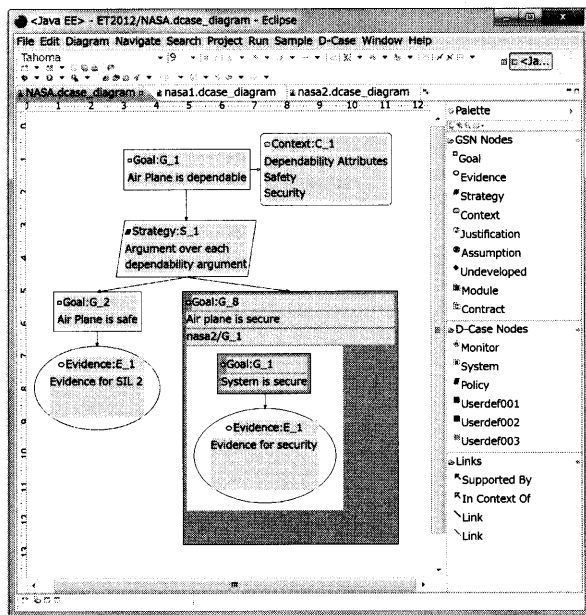 <Java EE> - ET2012/NASA.dcase_diagram - Eclipse
File Edit Diagram Navigate Search Project Run Sample D-Case Window Help
Tahoma 9
<Ja...
NASA.dcase_diagram nasa1.dcase_diagram nasa2.dcase_diagram
1 2 3 4 5 6 7 8 9 10 11 12
Goal:G_1
Air Plane is dependable
Context:C_1
Dependability Attributes
Safety
Security
Strategy:S_1
Argument over each
dependability argument
Goal:G_2
Air Plane is safe
Evidence:E_1
Evidence for SIL 2
Goal:G_8
Air plane is secure
nasa2/G_1
Goal:G_1
System is secure
Evidence:E_1
Evidence for security
Palette
GSN Nodes
Goal
Evidence
Strategy
Context
Justification
Assumption
Undeveloped
Module
Contract
D-Case Nodes
Monitor
System
Policy
Userdef001
Userdef002
Userdef003
Links
Supported By
In Context Of
Link
Link